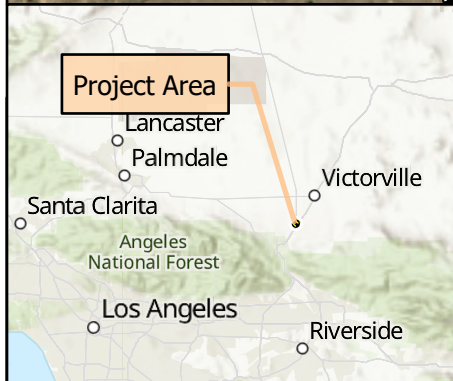 Project Area
Lancaster
Palmdale
Victorville
Santa Clarita
Angeles
National Forest
Los Angeles
Riverside